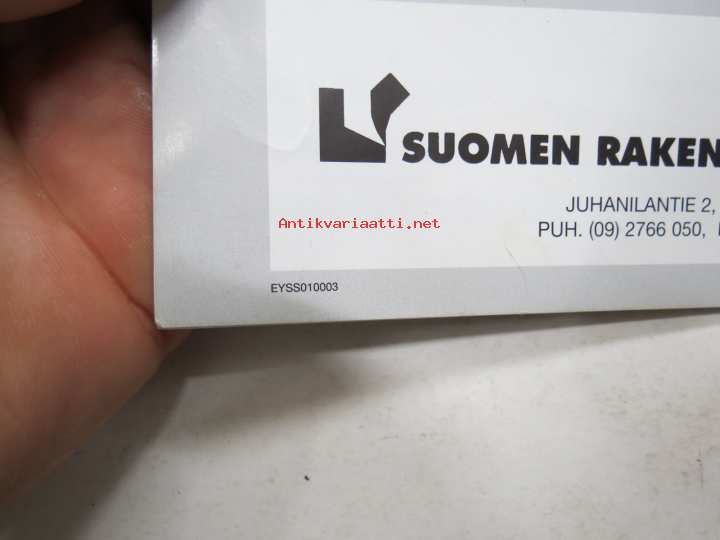 SUOMEN RAKEN
JUHANILANTIE 2,
Antikvariaatti.net
PUH. (09) 2766 050,
EYSS010003